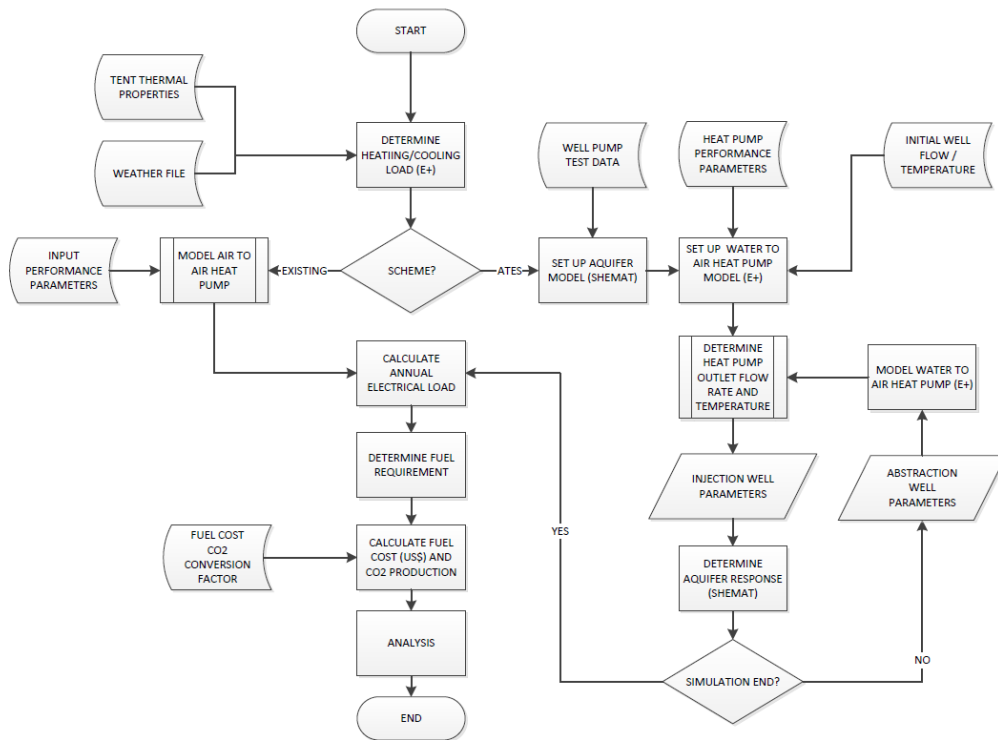 START
TENT THERMAL
PROPERTIES
DETERMINE
HEATIING/COOLING
LOAD (E+)
WEATHER FILE
WELL PUMP
TEST DATA
HEAT PUMP
PERFORMANCE
PARAMETERS
INITIAL WELL
FLOW /
TEMPERATURE
INPUT
PERFORMANCE
PARAMETERS
MODEL AIR TO
AIR HEAT
PUMP
EXISTING
SCHEME?
ATES
SET UP AQUIFER
MODEL (SHEMAT)
SET UP WATER TO
AIR HEAT PUMP
MODEL (E+)
CALCULATE
ANNUAL
ELECTRICAL LOAD
DETERMINE
HEAT PUMP
OUTLET FLOW
RATE AND
TEMPERATURE
MODEL WATER TO
AIR HEAT PUMP (E+)
DETERMINE FUEL
REQUIREMENT
INJECTION WELL
PARAMETERS
ABSTRACTION
WELL
PARAMETERS
YES
FUEL COST
CO2
CONVERSION
FACTOR
CALCULATE FUEL
COST (US$) AND
CO2 PRODUCTION
DETERMINE
AQUIFER RESPONSE
(SHEMAT)
ANALYSIS
SIMULATION END?
NO
END